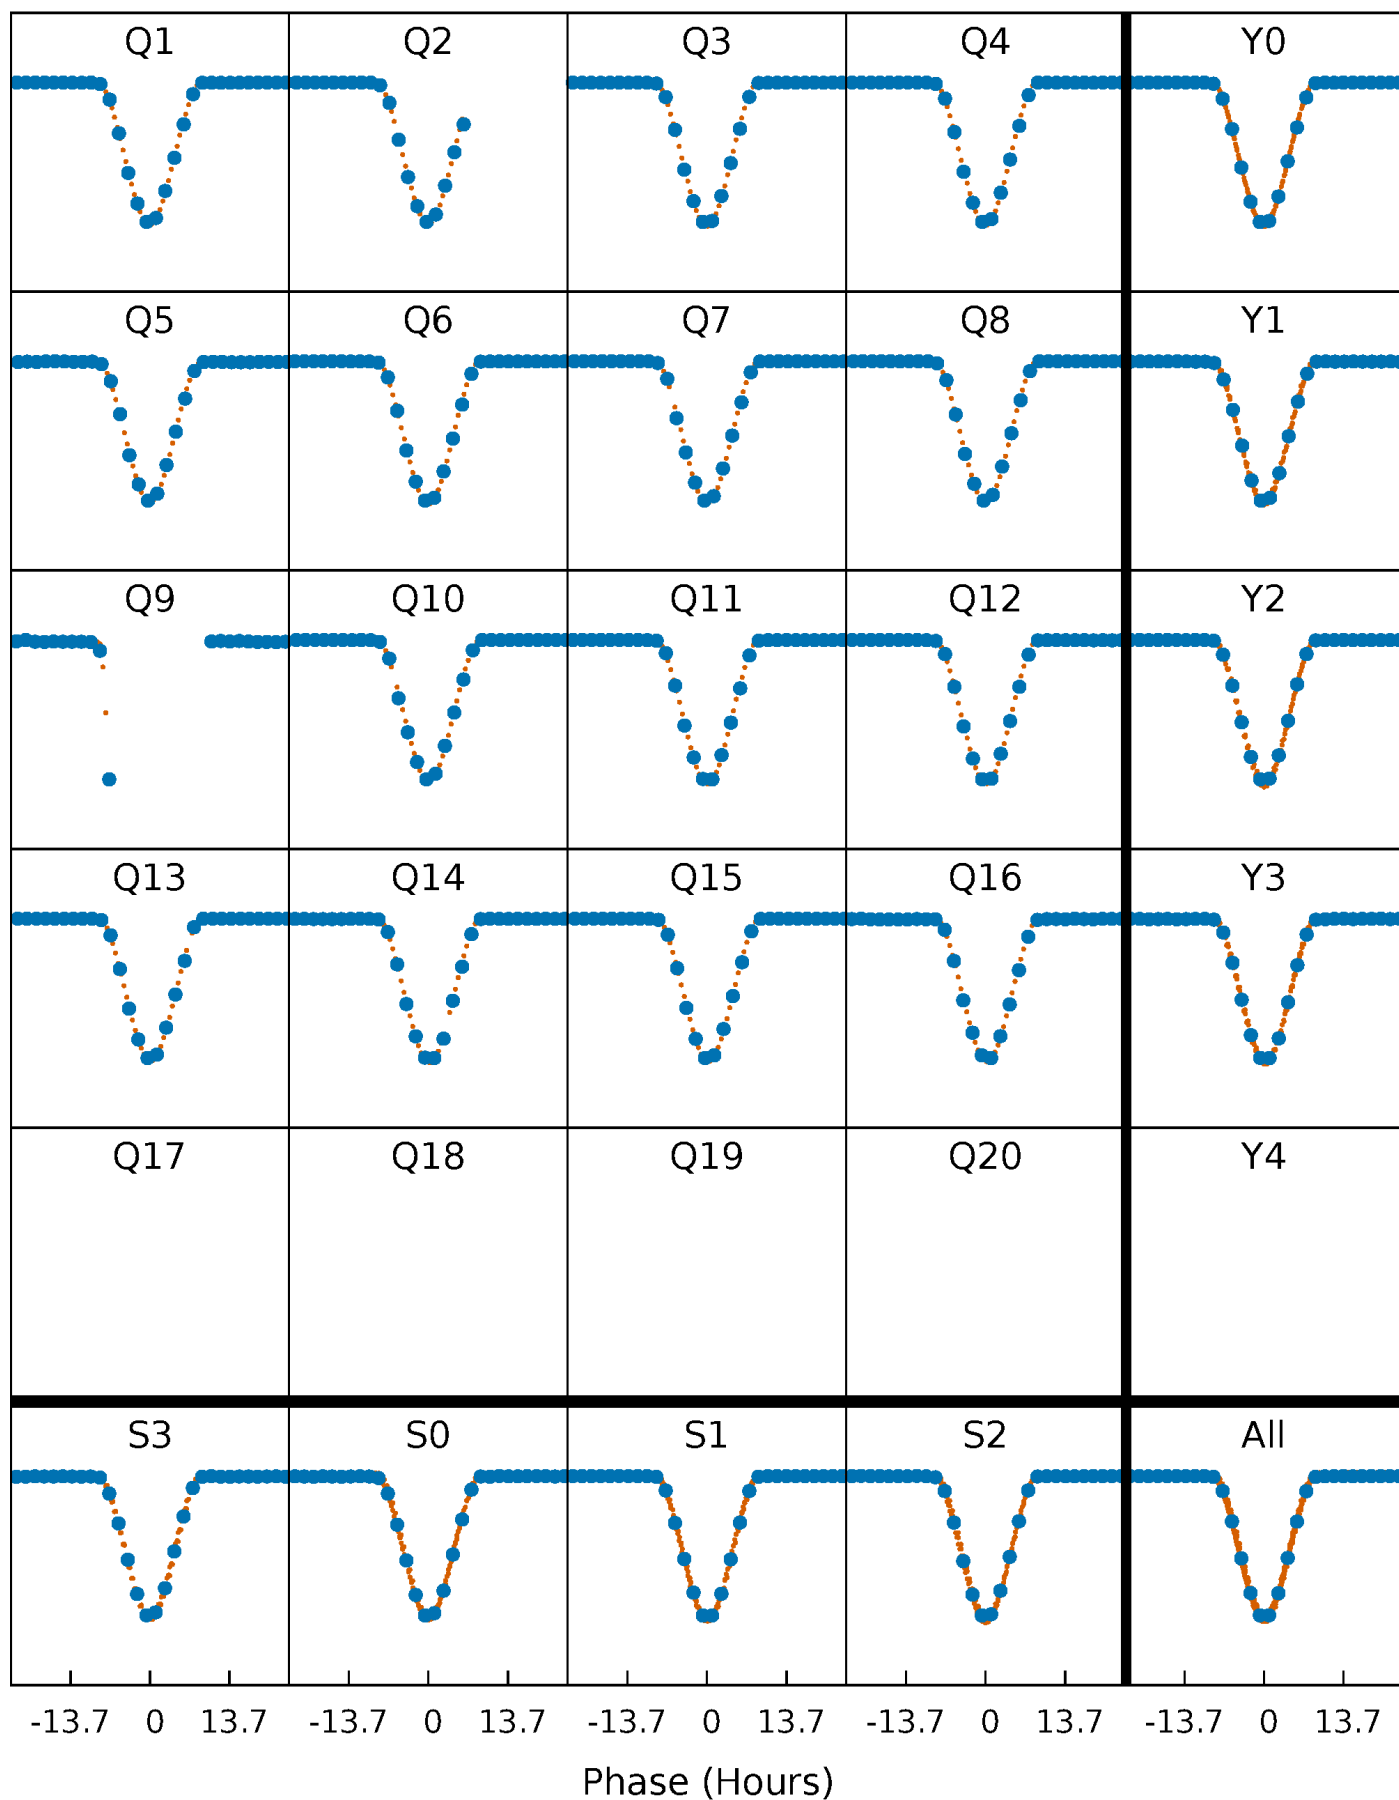 Q1 Q2 Q3 Q4 Y0
Q5 Q6 Q7 Q8 Y1
Q9 Q10 Q11 Q12 Y2
Q13 Q14 Q15 Q16 Y3
Q17 Q18 Q19 Q20 Y4
S3 S0 S1 S2 All
-13.7 0 13.7 -13.7 0 13.7 -13.7 0 13.7 -13.7 0 13.7 -13.7 0 13.7
Phase (Hours)